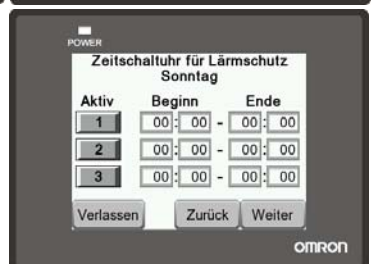 POWER
Zeitschaltuhr für Lärmschutz
Sonntag
Aktiv Beginn Ende
1 00 : 00 - 00 : 00
2 00 : 00 - 00 : 00
3 00 : 00 - 00 : 00
Verlassen Zurück Weiter
OMRON